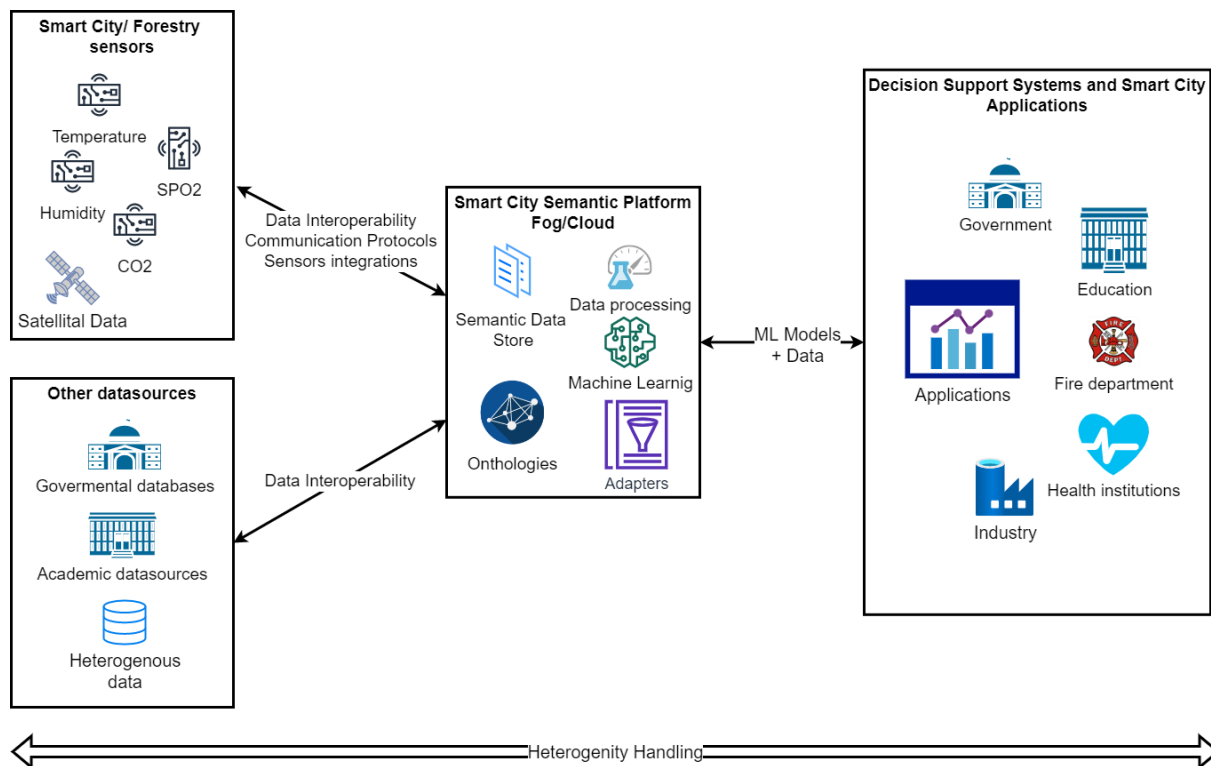 Smart City/ Forestry
sensors
Temperature
SPO2
Humidity
CO2
Satellital Data
Other datasources
Govermental databases
Academic datasources
Heterogenous
data
Data Interoperability
Communication Protocols
Sensors integrations
Data Interoperability
Smart City Semantic Platform
Fog/Cloud
Semantic Data
Store
Data processing
Machine Learnig
Onthologies
Adapters
ML Models
+ Data
Decision Support Systems and Smart City
Applications
Government
Education
Applications
FIRE
DEPT
Fire department
Health institutions
Industry
Heterogenity Handling